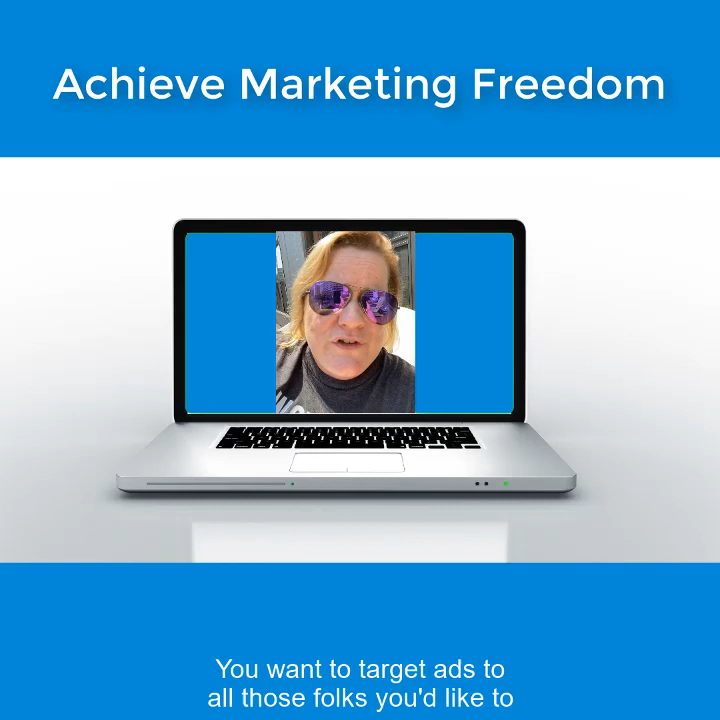 Achieve Marketing Freedom
You want to target ads to
all those folks you'd like to